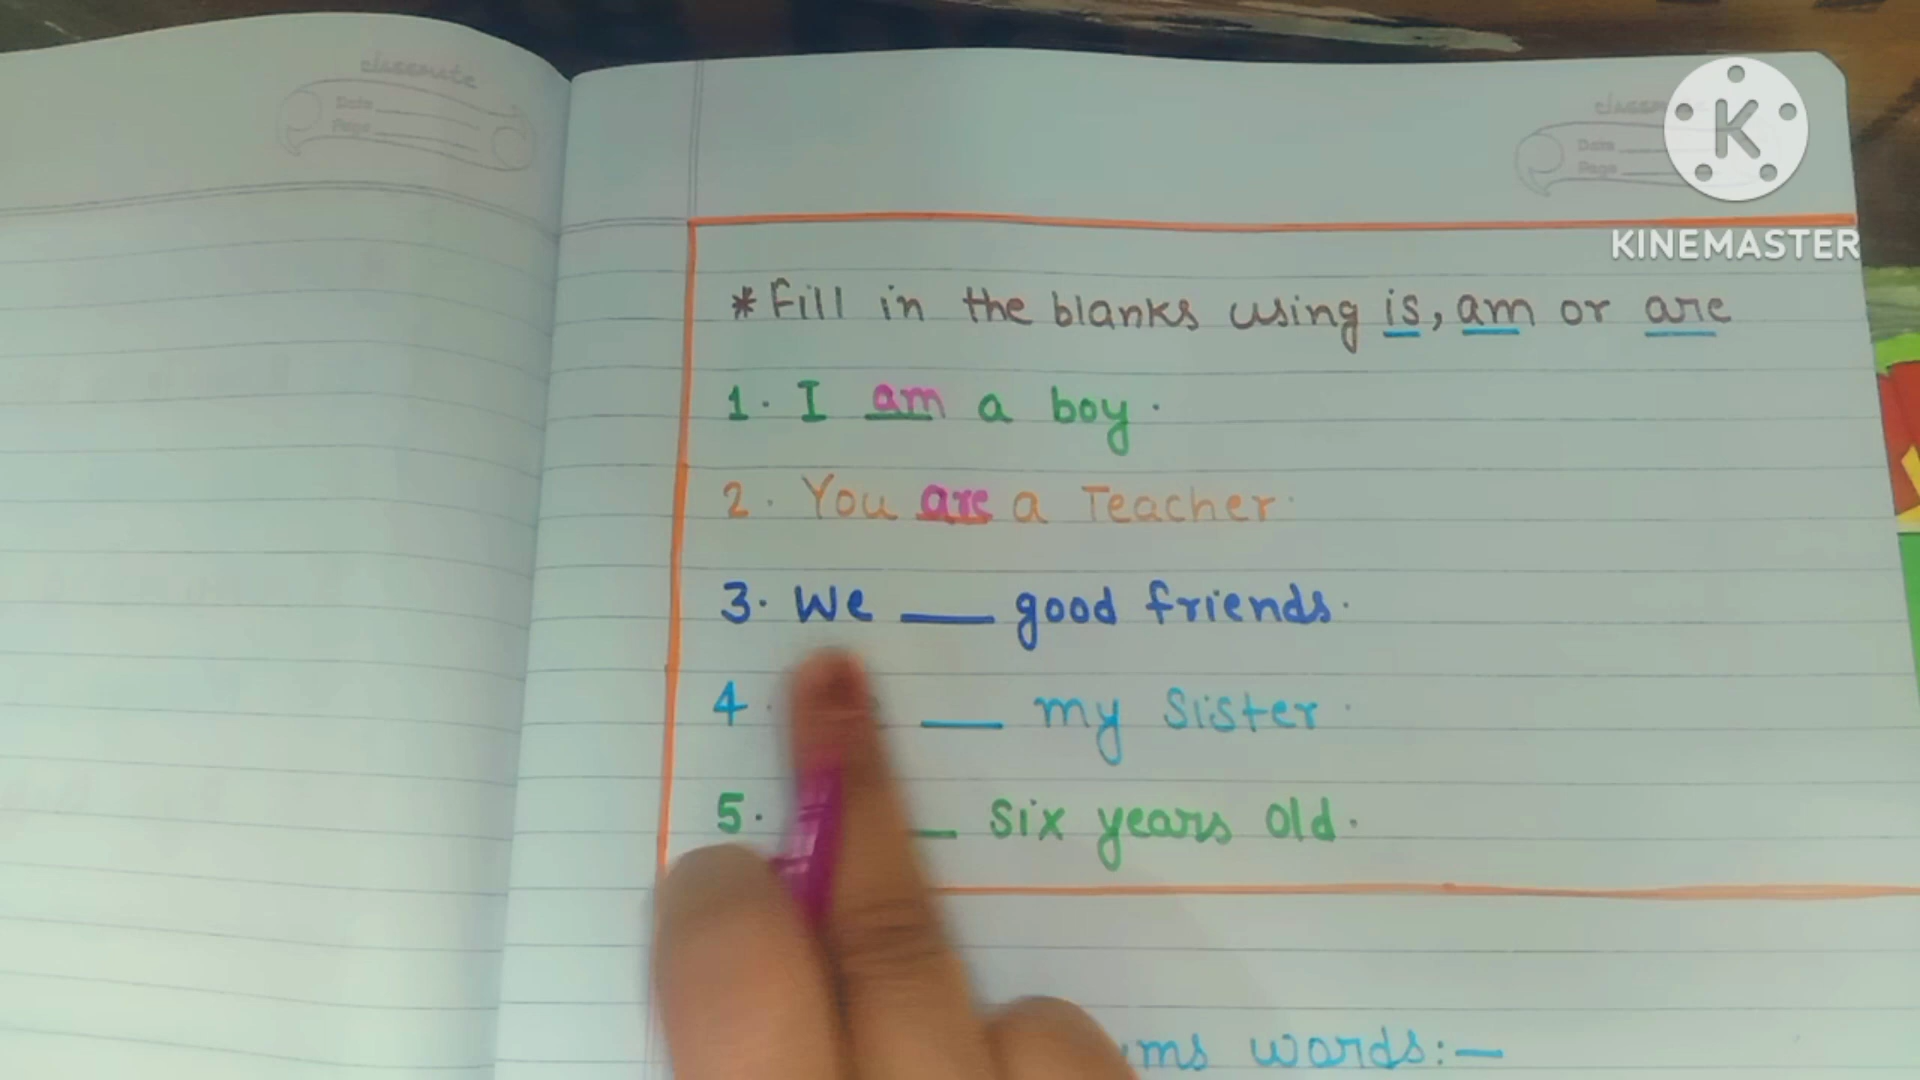 classmate
Date
Page
Date
Page
K
KINEMASTER
*Fill in the blanks using is, am or are
1. I am a boy.
2. You are a Teacher.
3. We ___ good friends.
4. ___ my Sister.
5. ___ Six years old.
words:-